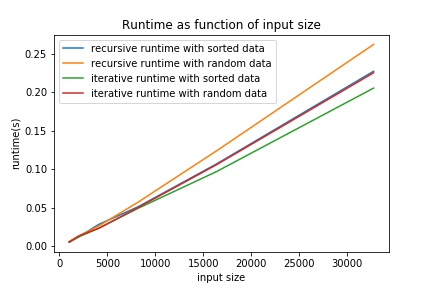 Runtime as function of input size
recursive runtime with sorted data
recursive runtime with random data
iterative runtime with sorted data
iterative runtime with random data
runtime(s)
0.25
0.20
0.15
0.10
0.05
0.00
0 5000 10000 15000 20000 25000 30000
input size